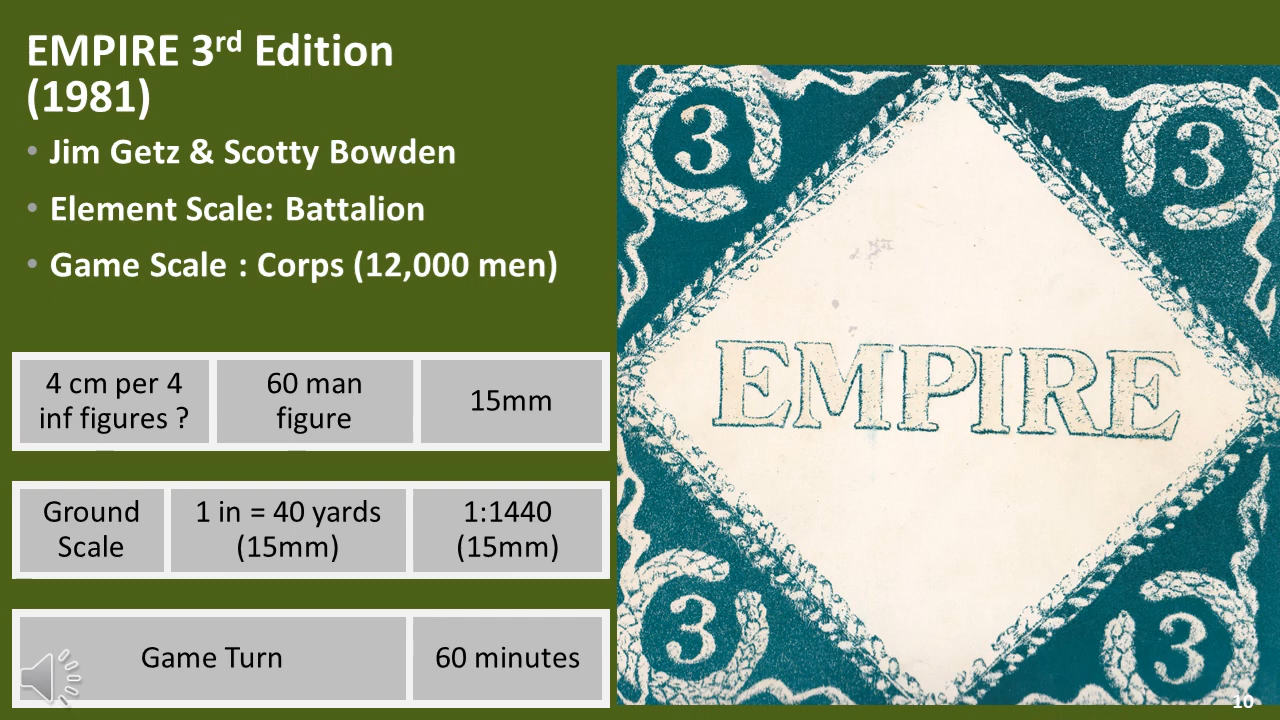 EMPIRE 3rd Edition
(1981)
• Jim Getz & Scotty Bowden
• Element Scale: Battalion
• Game Scale : Corps (12,000 men)
4 cm per 4
inf figures ?
60 man
figure
15mm
Ground
Scale
1 in = 40 yards
(15mm)
1:1440
(15mm)
Game Turn
60 minutes
3
3
EMPIRE
3
3
10